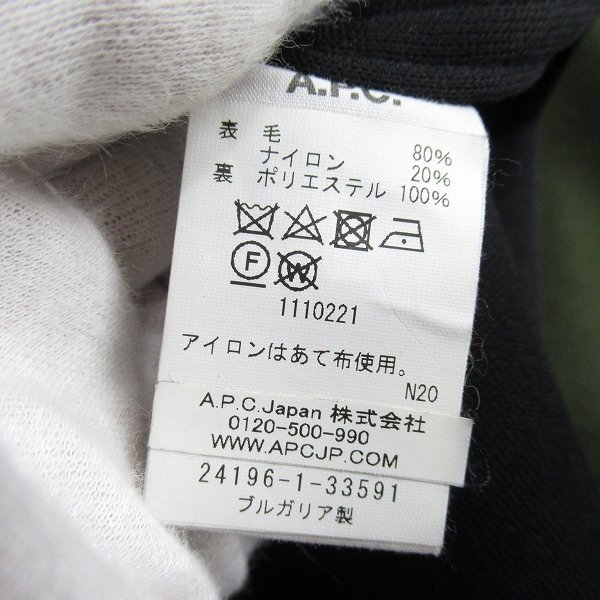 A.P.C.
表 毛 80%
ナイロン 20%
裏 ポリエステル 100%
F W
1110221
アイロンはあて布使用。
N20
A.P.C.Japan 株式会社
0120-500-990
WWW.APCJP.COM
24196-1-33591
ブルガリア製